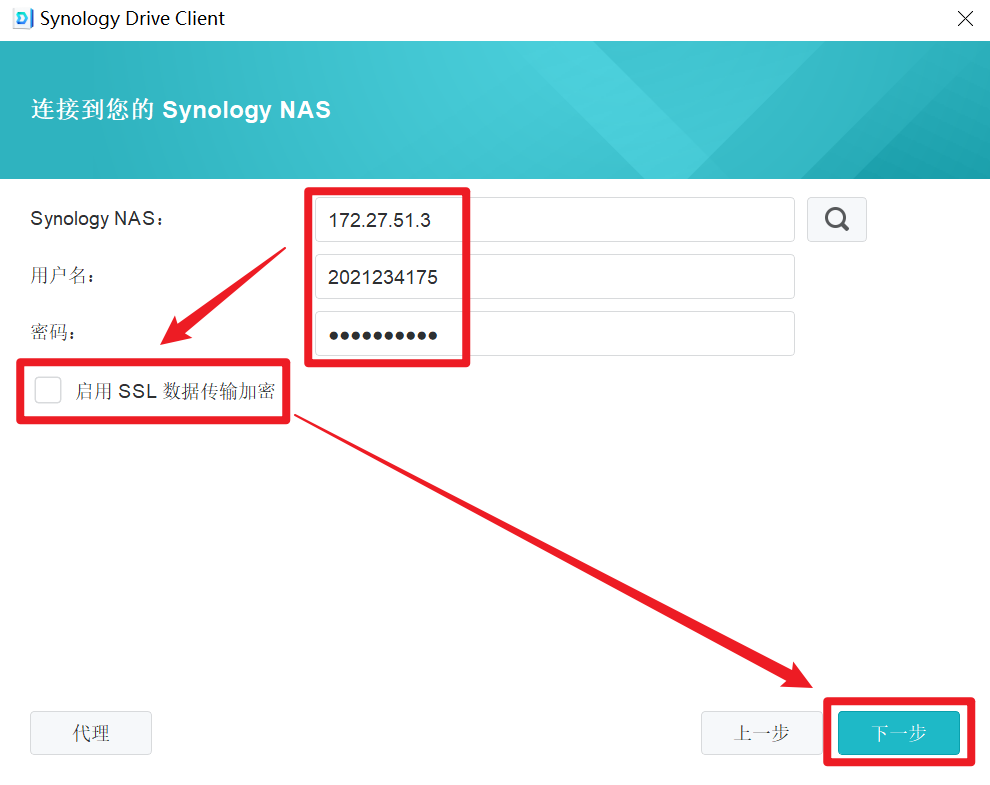 Synology Drive Client
连接到您的 Synology NAS
Synology NAS：
172.27.51.3
用户名：
2021234175
密码：
●●●●●●●●●●
启用 SSL 数据传输加密
代理
上一步
下一步